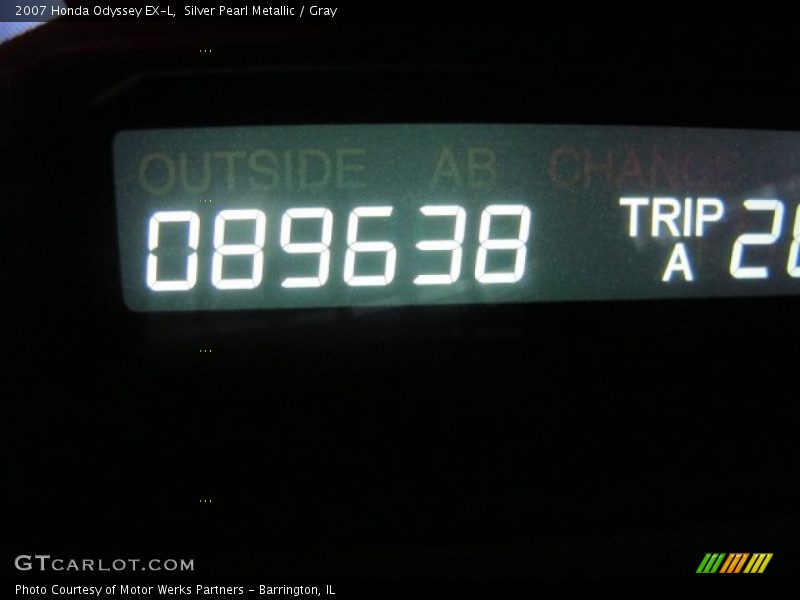 2007 Honda Odyssey EX-L,  Silver Pearl Metallic / Gray
OUTSIDE AB CHANGE
089638 TRIP A
GTCARLOT.COM
Photo Courtesy of Motor Werks Partners - Barrington, IL